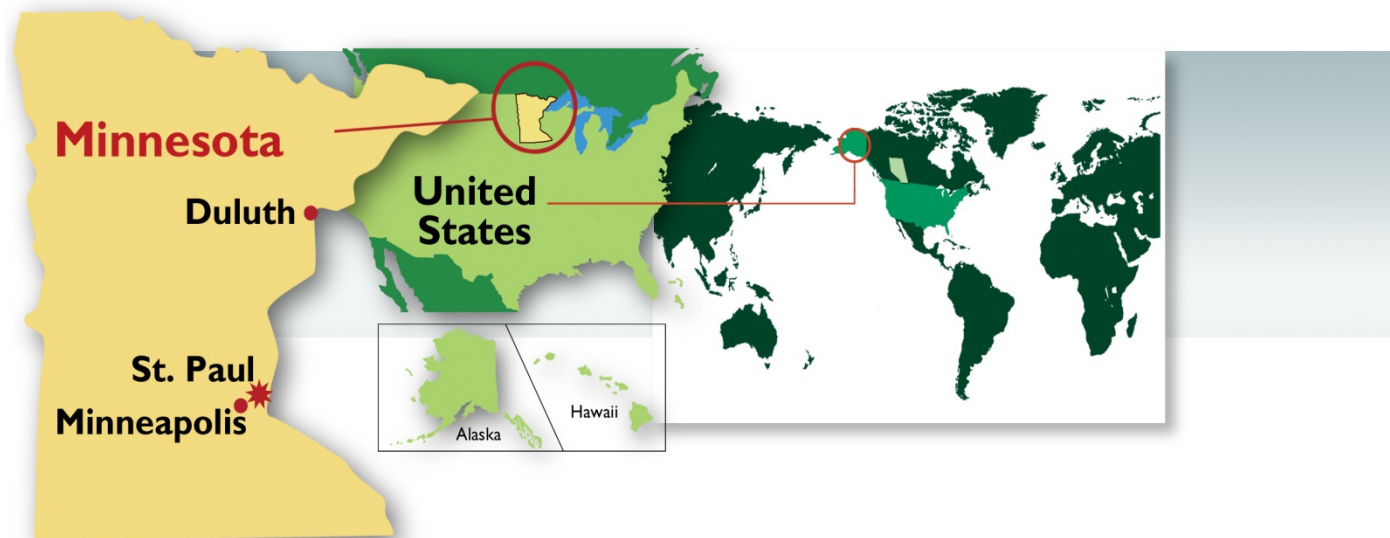 Minnesota
Duluth
St. Paul
Minneapolis
United
States
Alaska
Hawaii